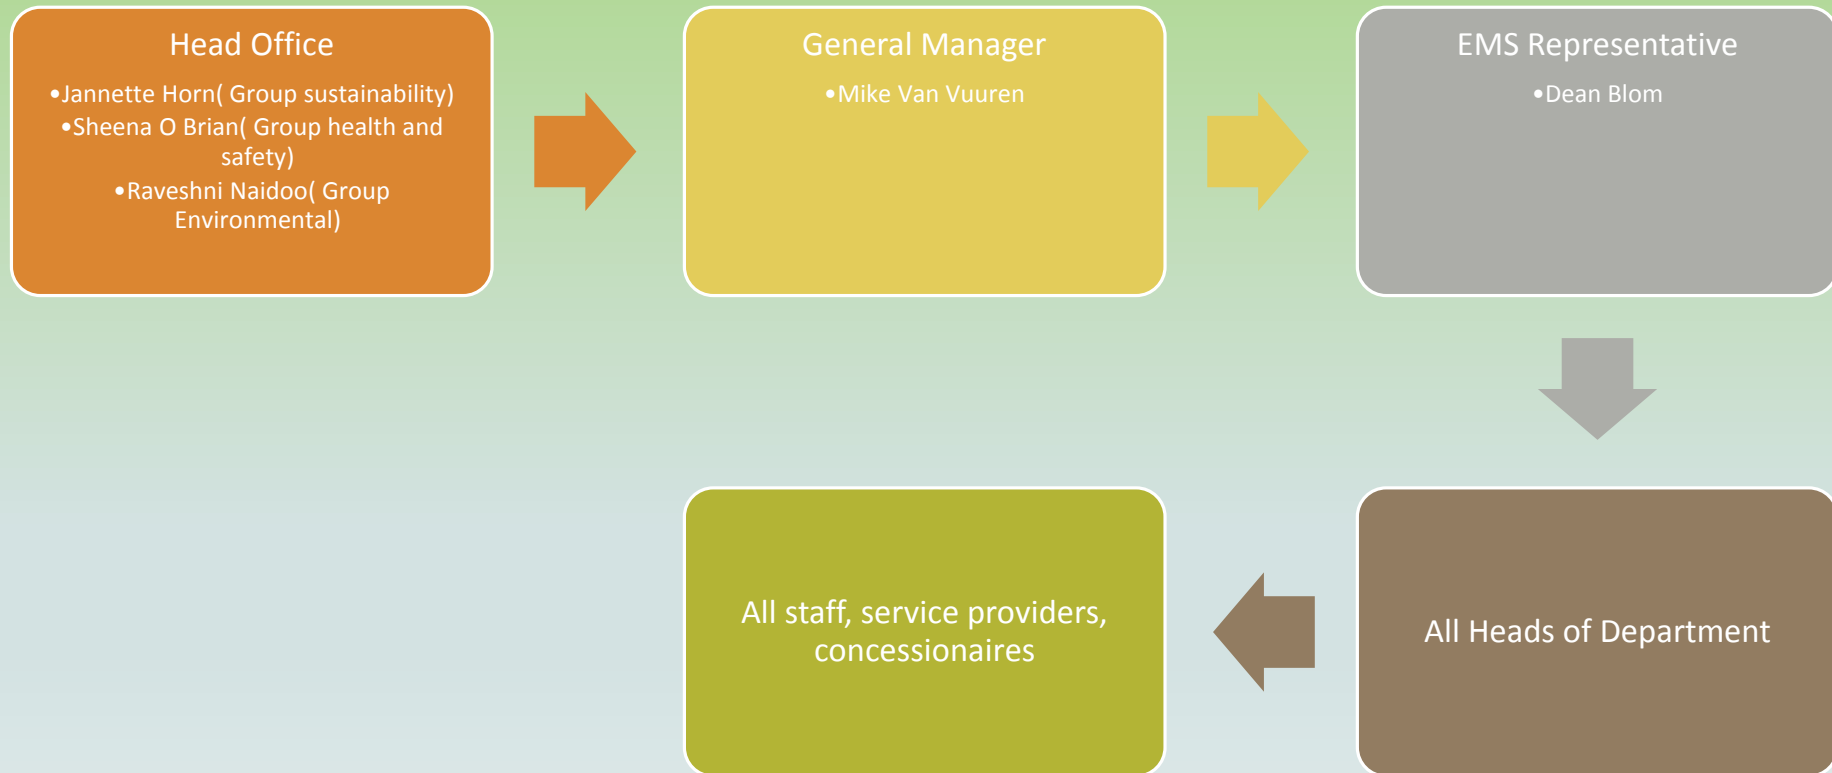 Head Office
•Jannette Horn( Group sustainability)
•Sheena O Brian( Group health and
safety)
•Raveshni Naidoo( Group
Environmental)
General Manager
•Mike Van Vuuren
EMS Representative
•Dean Blom
All Heads of Department
All staff, service providers,
concessionaires